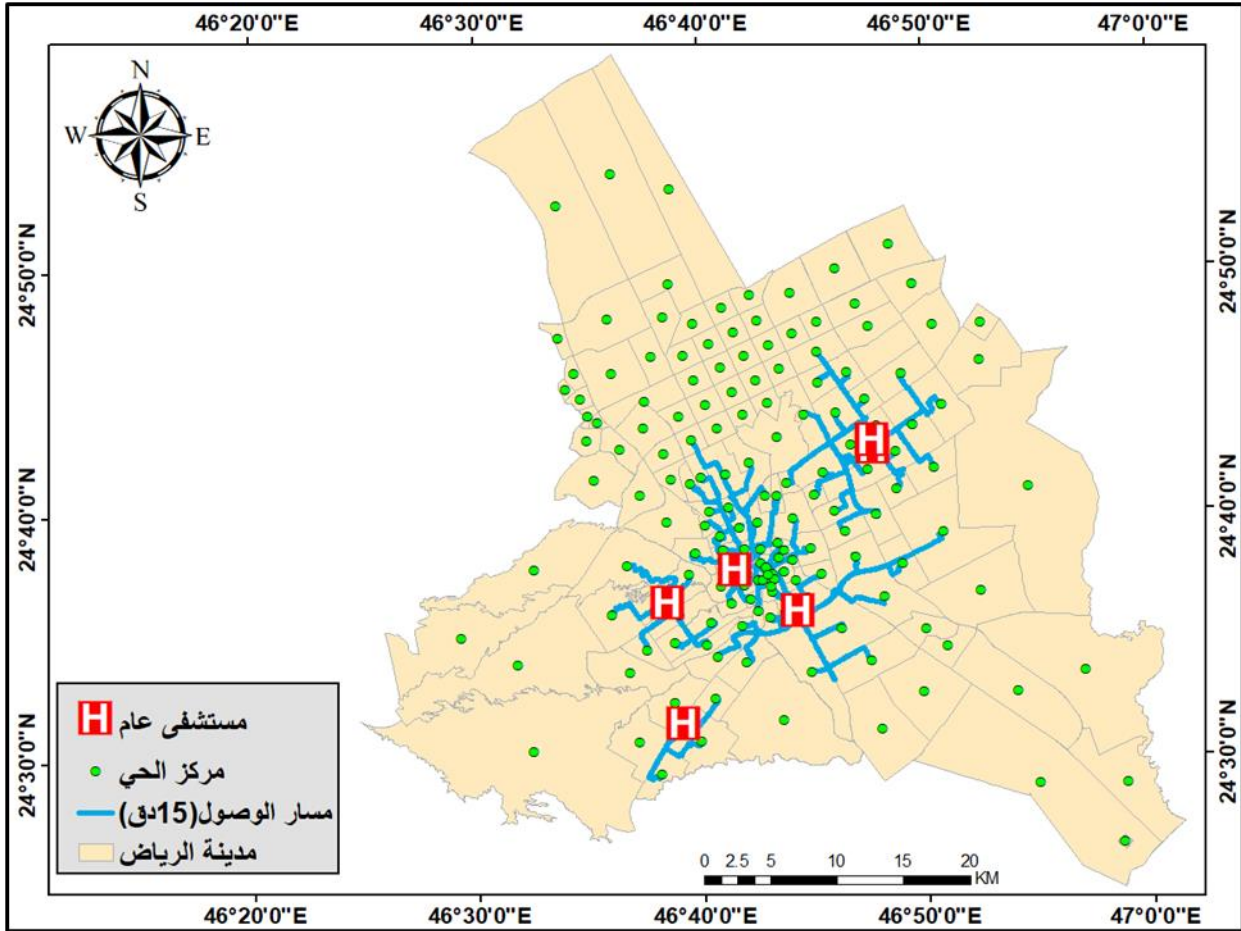 46°20'0"E 46°30'0"E 46°40'0"E 46°50'0"E 47°0'0"E
N
W E
S
24°50'0"N 24°50'0"N
24°40'0"N 24°40'0"N
24°30'0"N 24°30'0"N
H
H
H
H
H
H مستشفى عام
مركز الحي
مسار الوصول(15دق)
مدينة الرياض
0 2.5 5 10 15 20
KM
46°20'0"E 46°30'0"E 46°40'0"E 46°50'0"E 47°0'0"E